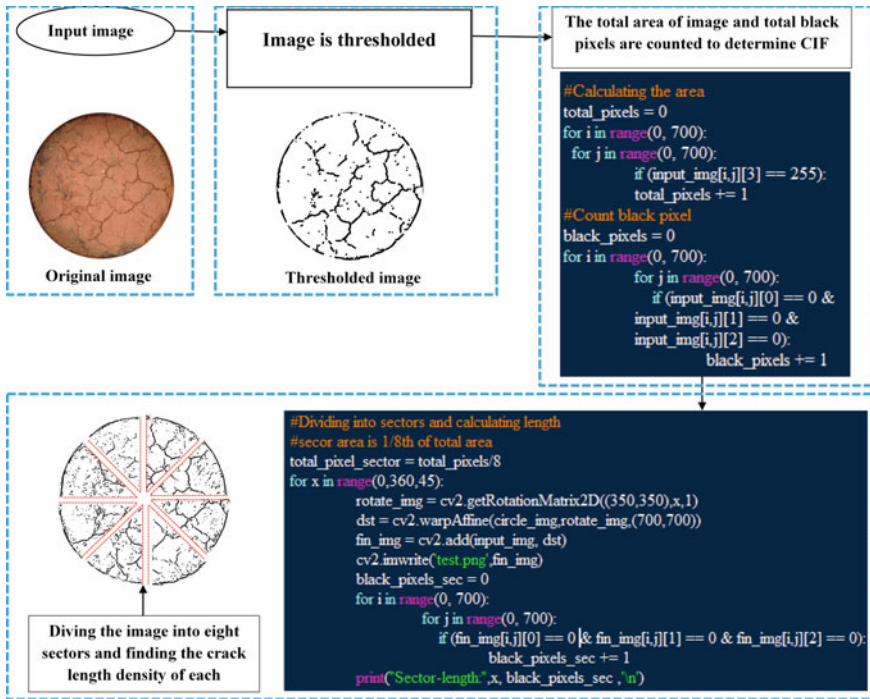 Input image
Image is thresholded
The total area of image and total black
pixels are counted to determine CIF
Original image
Thresholded image
#Calculating the area
total_pixels = 0
for i in range(0, 700):
for j in range(0, 700):
if (input_img[i,j][3] == 255):
total_pixels += 1
#Count black pixel
black_pixels = 0
for i in range(0, 700):
for j in range(0, 700):
if (input_img[i,j][0] == 0 &
input_img[i,j][1] == 0 &
input_img[i,j][2] == 0):
black_pixels += 1
Diving the image into eight
sectors and finding the crack
length density of each
#Dividing into sectors and calculating length
#secor area is 1/8th of total area
total_pixel_sector = total_pixels/8
for x in range(0,360,45):
rotate_img = cv2.getRotationMatrix2D((350,350),x,1)
dst = cv2.warpAffine(circle_img,rotate_img,(700,700))
fin_img = cv2.add(input_img, dst)
cv2.imwrite('test.png',fin_img)
black_pixels_sec = 0
for i in range(0, 700):
for j in range(0, 700):
if (fin_img[i,j][0] == 0 & fin_img[i,j][1] == 0 & fin_img[i,j][2] == 0):
black_pixels_sec += 1
print("Sector-length:",x, black_pixels_sec ,'\n')